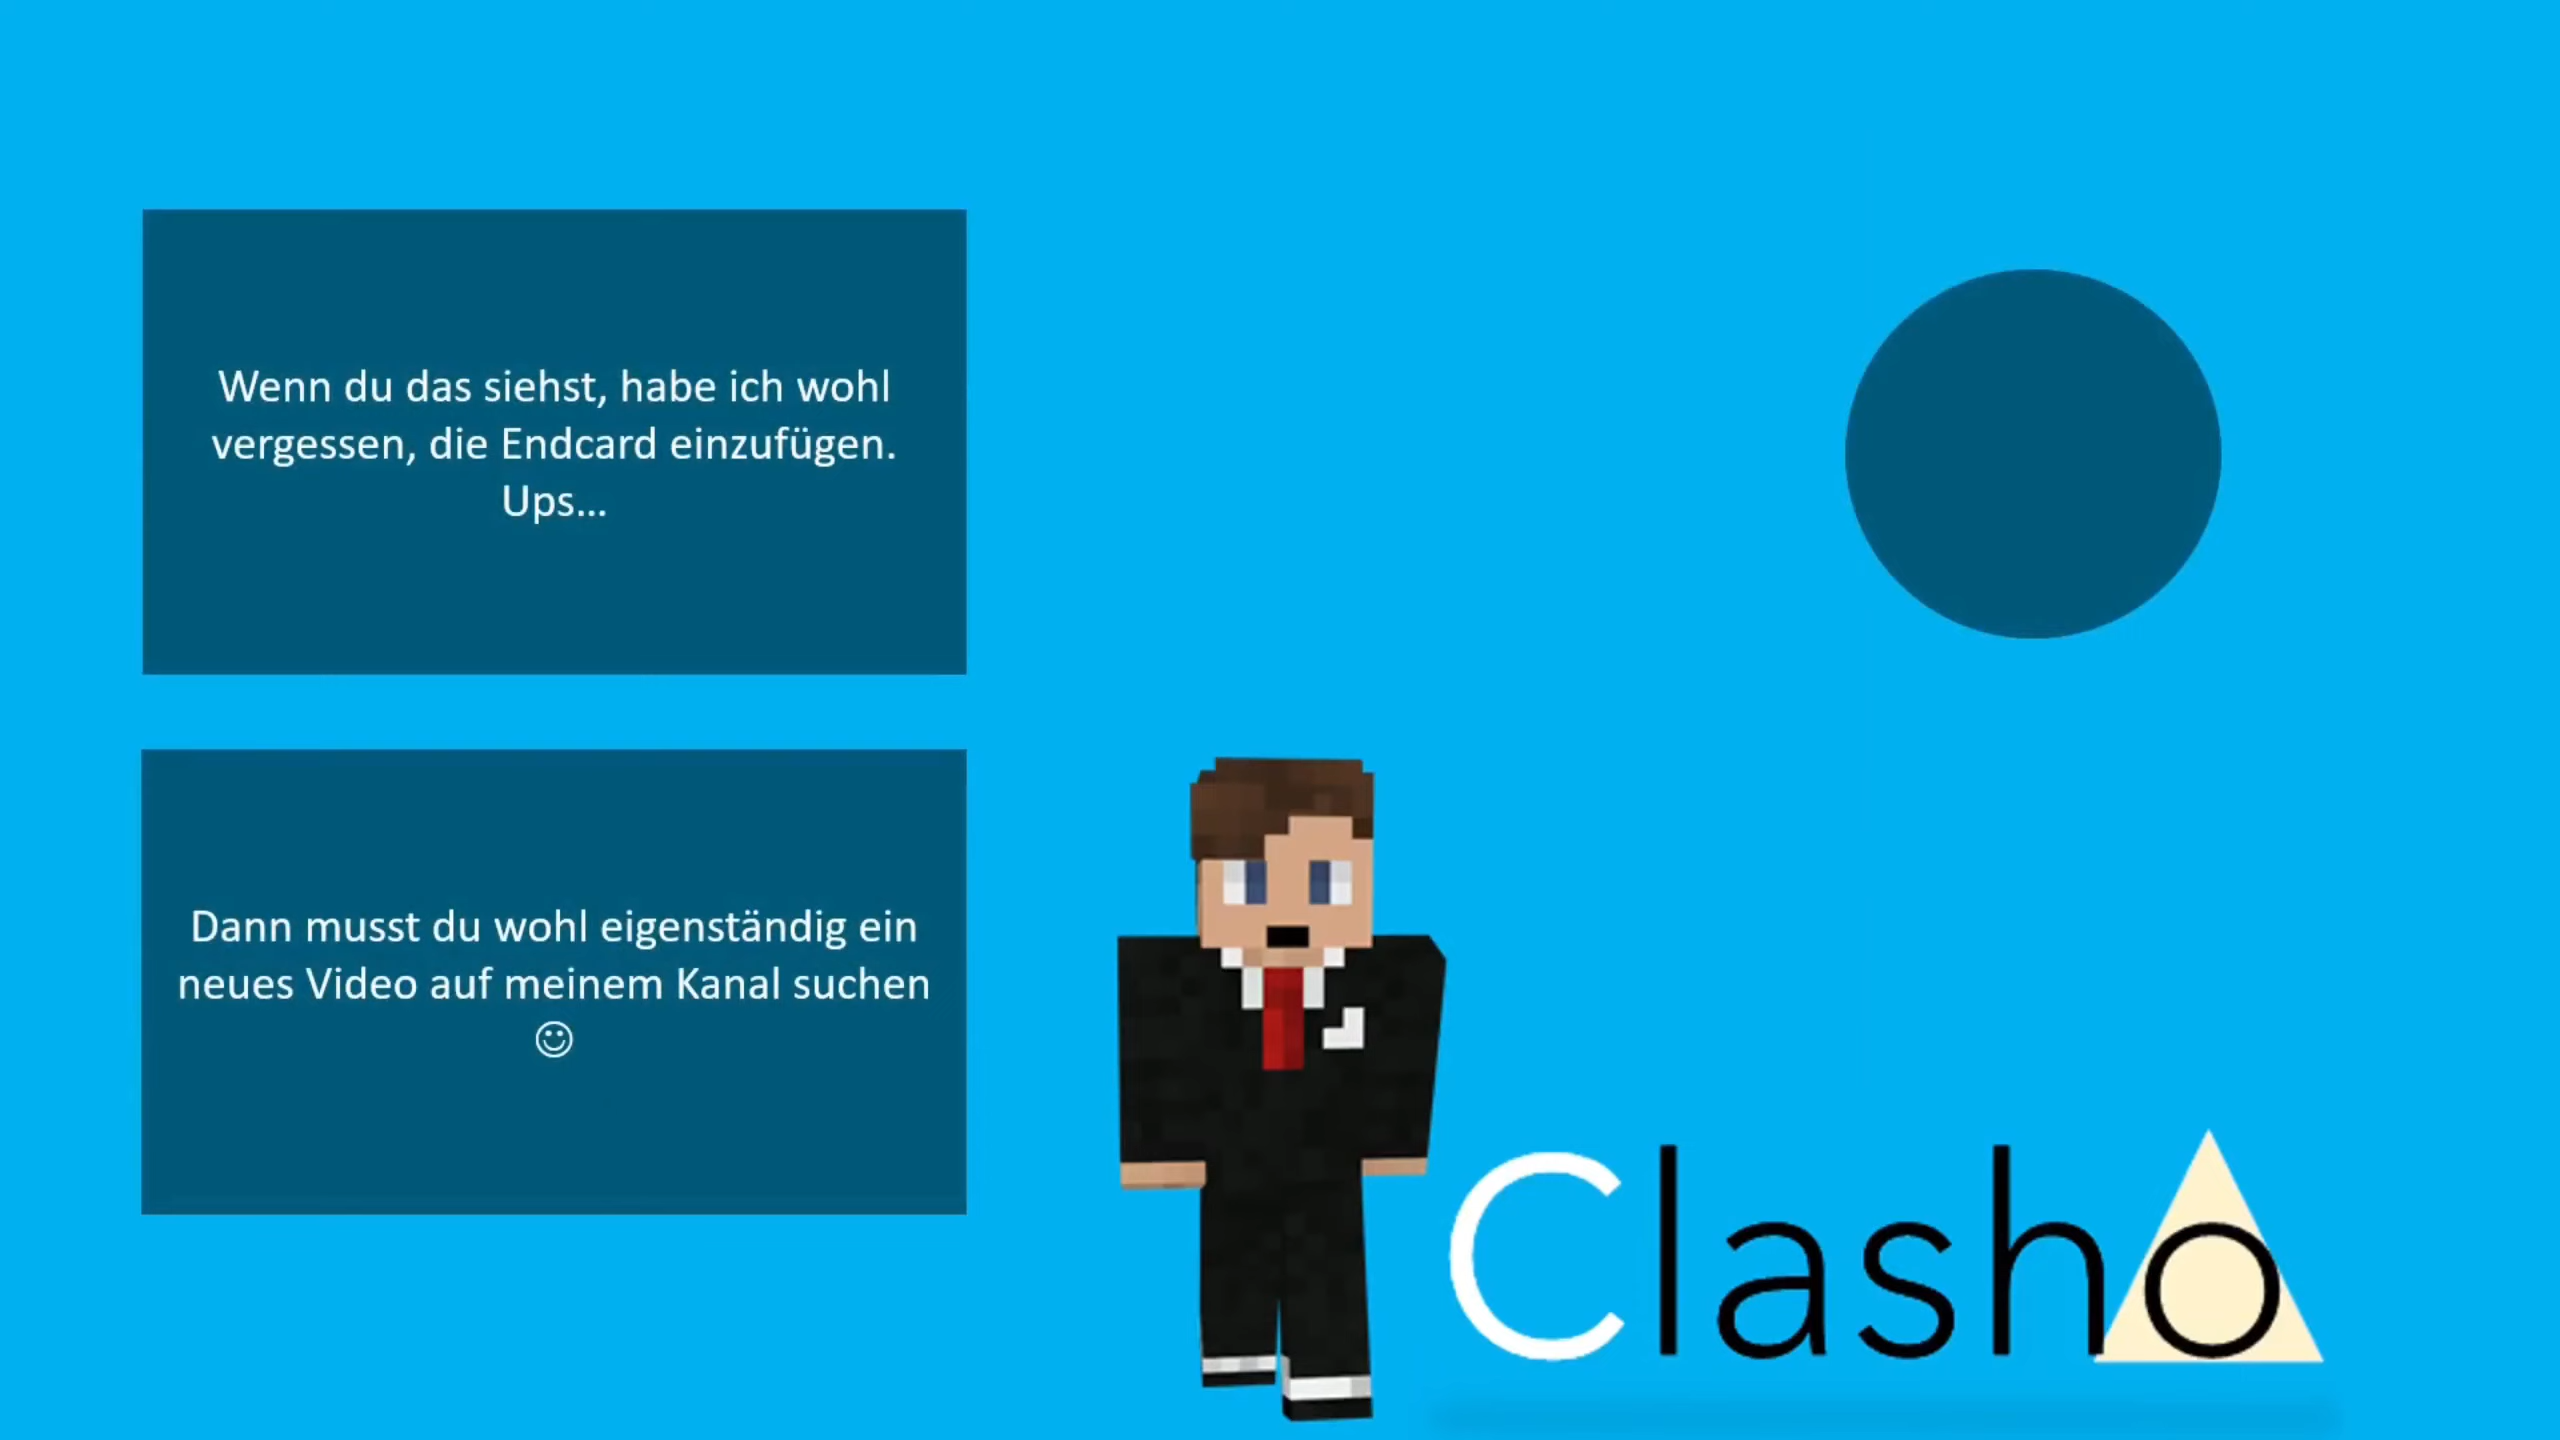 Wenn du das siehst, habe ich wohl
vergessen, die Endcard einzufügen.
Ups...
Dann musst du wohl eigenständig ein
neues Video auf meinem Kanal suchen
☺
Clasho